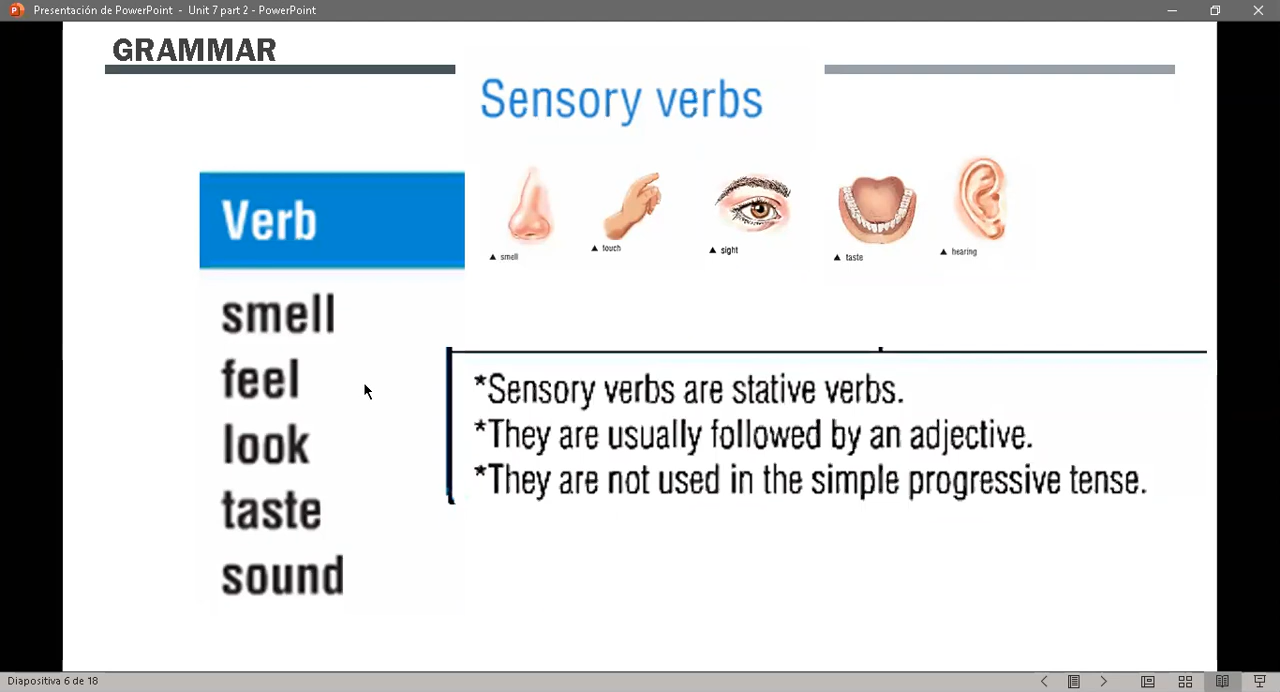 Presentación de PowerPoint - Unit 7 part 2 - PowerPoint
GRAMMAR
Sensory verbs
▲ smell
▲ touch
▲ sight
▲ taste
▲ hearing
Verb
smell
feel
look
taste
sound
*Sensory verbs are stative verbs.
*They are usually followed by an adjective.
*They are not used in the simple progressive tense.
Diapositiva 6 de 18